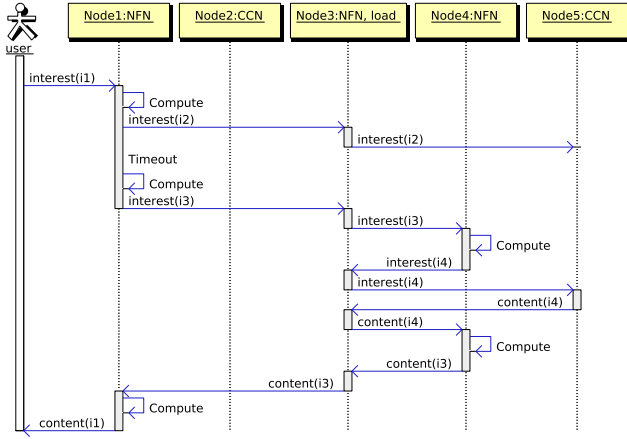 Node1:NFN Node2:CCN Node3:NFN, load Node4:NFN Node5:CCN
user
interest(i1)
Compute
interest(i2)
interest(i2)
Timeout
Compute
interest(i3)
interest(i3)
Compute
interest(i4)
interest(i4)
content(i4)
content(i4)
Compute
content(i3)
content(i3)
Compute
content(i1)